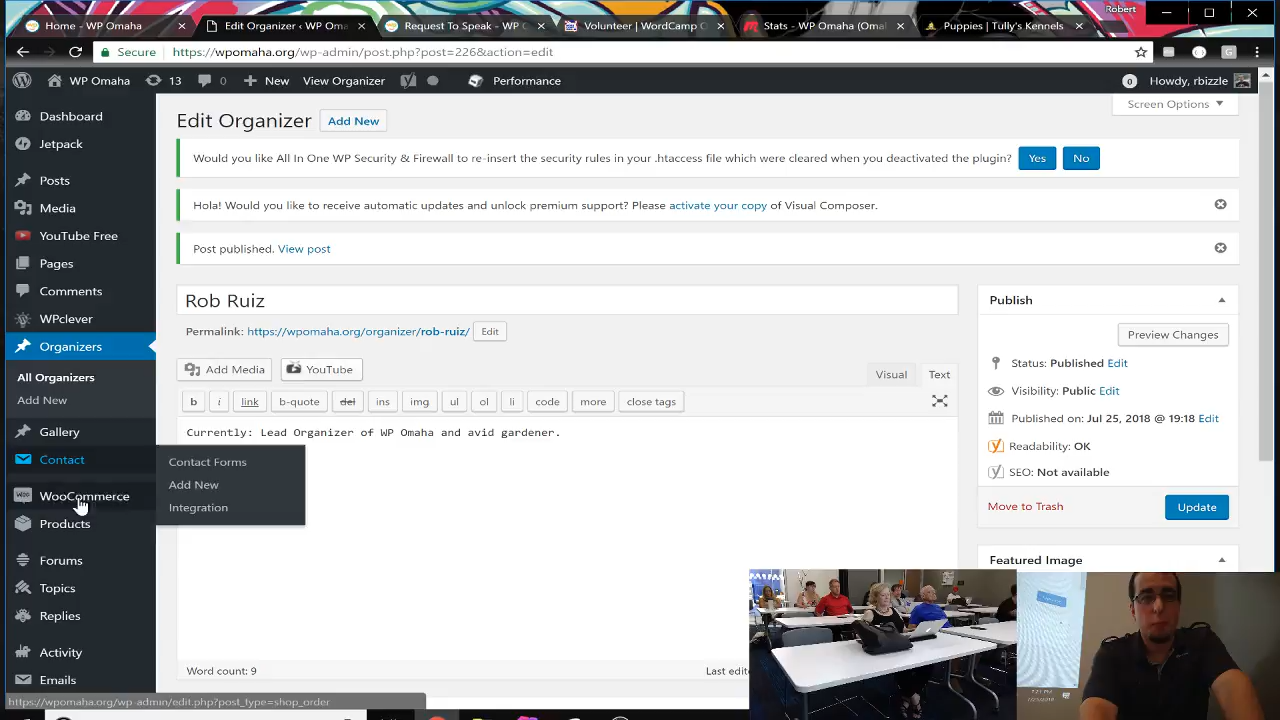 Robert
Home - WP Omaha
Edit Organizer ‹ WP Oma
Request To Speak - WP C
Volunteer | WordCamp O
Stats - WP Omaha (Omal
Puppies | Tully's Kennels
Secure
https://wpomaha.org/wp-admin/post.php?post=226&action=edit
WP Omaha
13
0
New
View Organizer
Performance
0
Howdy, rbizzle
Dashboard
Jetpack
Posts
Media
YouTube Free
Pages
Comments
WPclever
Organizers
All Organizers
Add New
Gallery
Contact
WooCommerce
Products
Forums
Topics
Replies
Activity
Emails
Contact Forms
Add New
Integration
Screen Options
Edit Organizer
Add New
Would you like All In One WP Security & Firewall to re-insert the security rules in your .htaccess file which were cleared when you deactivated the plugin?
Yes
No
Hola! Would you like to receive automatic updates and unlock premium support? Please activate your copy of Visual Composer.
Post published. View post
Rob Ruiz
Permalink: https://wpomaha.org/organizer/rob-ruiz/
Edit
Add Media
YouTube
Visual
Text
b
i
link
b-quote
del
ins
img
ul
ol
li
code
more
close tags
Currently: Lead Organizer of WP Omaha and avid gardener.
Word count: 9
Last edite
Publish
Preview Changes
Status: Published Edit
Visibility: Public Edit
Published on: Jul 25, 2018 @ 19:18 Edit
Readability: OK
SEO: Not available
Move to Trash
Update
Featured Image
https://wpomaha.org/wp-admin/edit.php?post_type=shop_order